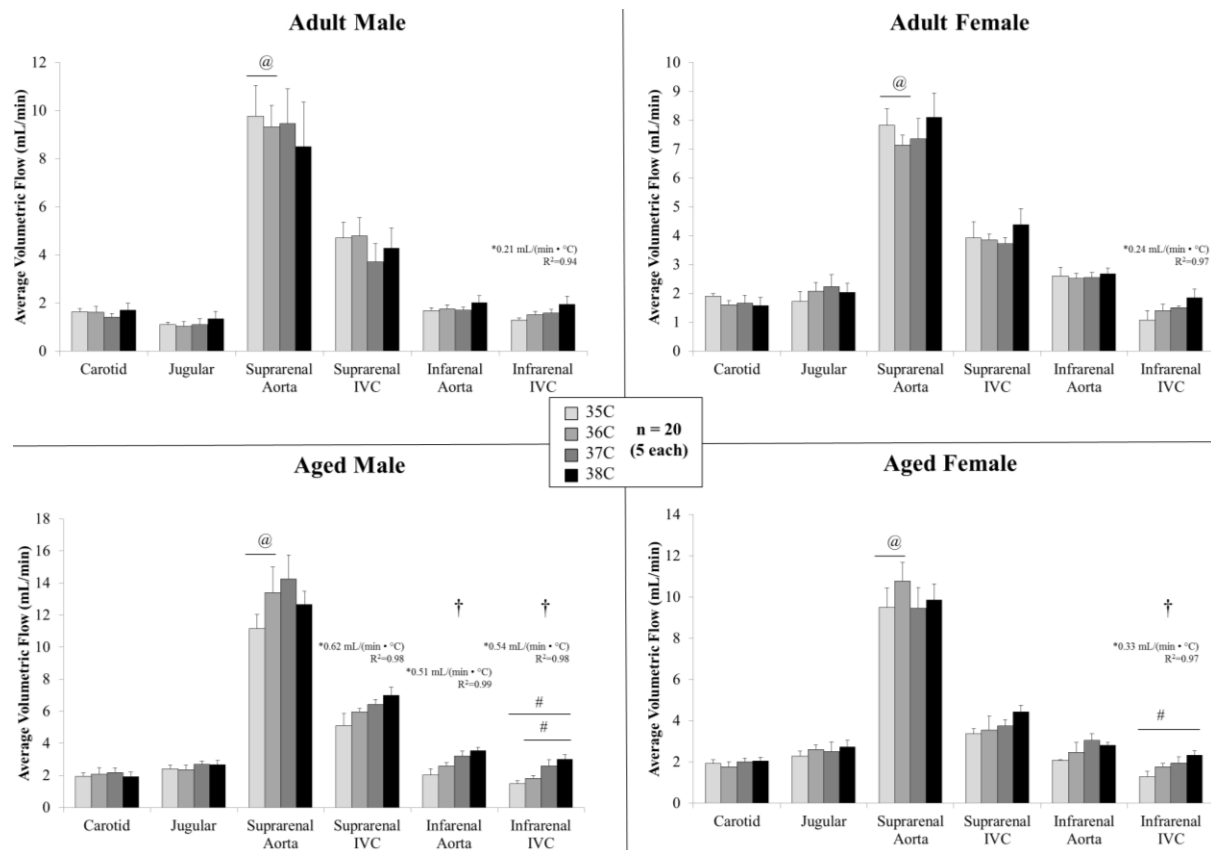 Adult Male
Average Volumetric Flow (mL/min)
12
10
8
6
4
2
0
@
*0.21 mL/(min • °C)
R²=0.94
Carotid
Jugular
Suprarenal
Aorta
Suprarenal
IVC
Infarenal
Aorta
Infrarenal
IVC
Adult Female
Average Volumetric Flow (mL/min)
10
9
8
7
6
5
4
3
2
1
0
@
*0.24 mL/(min • °C)
R²=0.97
Carotid
Jugular
Suprarenal
Aorta
Suprarenal
IVC
Infrarenal
Aorta
Infrarenal
IVC
35C
36C
37C
38C
n = 20
(5 each)
Aged Male
Average Volumetric Flow (mL/min)
18
16
14
12
10
8
6
4
2
0
@
*0.62 mL/(min • °C)
R²=0.98
†
*0.51 mL/(min • °C)
R²=0.99
†
*0.54 mL/(min • °C)
R²=0.98
#
#
Carotid
Jugular
Suprarenal
Aorta
Suprarenal
IVC
Infarenal
Aorta
Infrarenal
IVC
Aged Female
Average Volumetric Flow (mL/min)
14
12
10
8
6
4
2
0
@
†
*0.33 mL/(min • °C)
R²=0.97
#
Carotid
Jugular
Suprarenal
Aorta
Suprarenal
IVC
Infrarenal
Aorta
Infrarenal
IVC